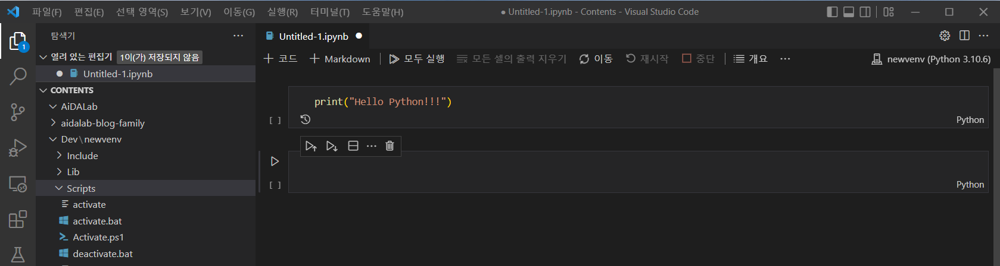 파일(F) 편집(E) 선택 영역(S) 보기(V) 이동(G) 실행(R) 터미널(T) 도움말(H) ● Untitled-1.ipynb - Contents - Visual Studio Code
탐색기 ···
열려 있는 편집기 1이(가) 저장되지 않음
● Untitled-1.ipynb
CONTENTS
AiDALab
aidalab-blog-family
Dev\newvenv
Include
Lib
Scripts
activate
activate.bat
Activate.ps1
deactivate.bat
1
Untitled-1.ipynb ●
+ 코드 + Markdown | 모두 실행 모든 셀의 출력 지우기 이동 재시작 중단 | 개요 ··· newvenv (Python 3.10.6)
print("Hello Python!!!")
[ ] Python
[ ] Python